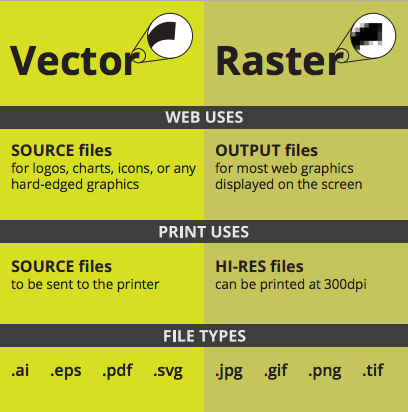 Vector
Raster
WEB USES
SOURCE files
for logos, charts, icons, or any
hard-edged graphics
OUTPUT files
for most web graphics
displayed on the screen
PRINT USES
SOURCE files
to be sent to the printer
HI-RES files
can be printed at 300dpi
FILE TYPES
.ai .eps .pdf .svg
.jpg .gif .png .tif